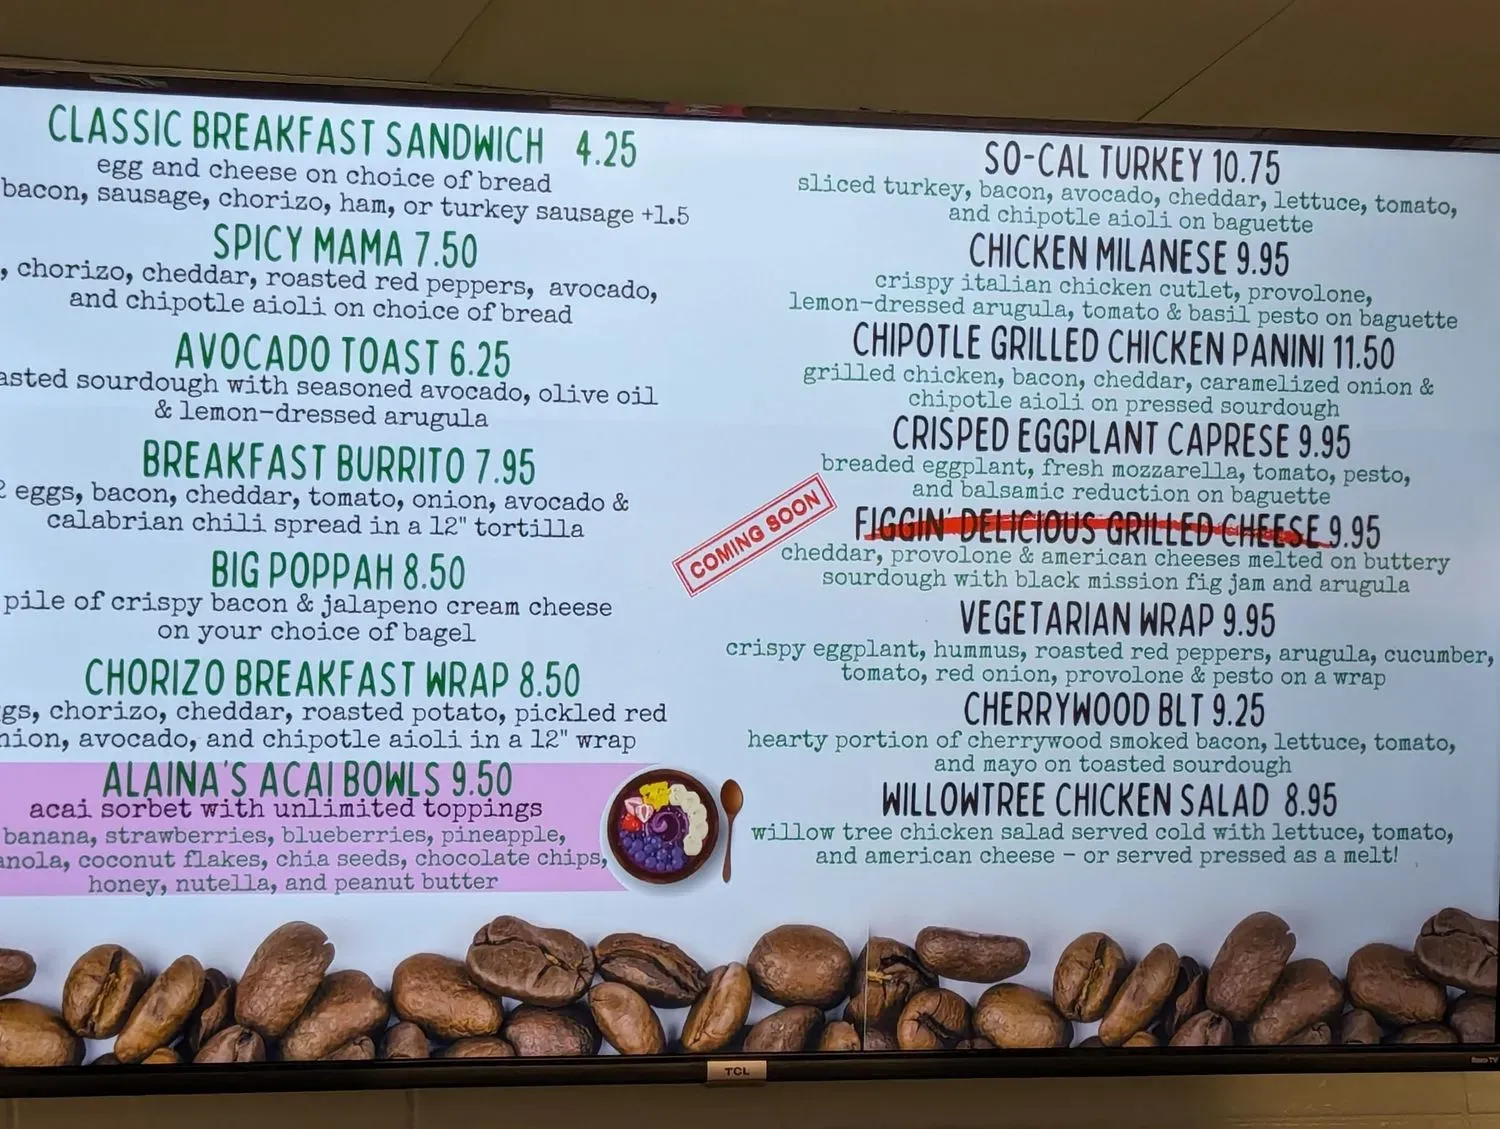 CLASSIC BREAKFAST SANDWICH 4.25
egg and cheese on choice of bread
bacon, sausage, chorizo, ham, or turkey sausage +1.5
SPICY MAMA 7.50
, chorizo, cheddar, roasted red peppers, avocado,
and chipotle aioli on choice of bread
AVOCADO TOAST 6.25
asted sourdough with seasoned avocado, olive oil
& lemon-dressed arugula
BREAKFAST BURRITO 7.95
2 eggs, bacon, cheddar, tomato, onion, avocado &
calabrian chili spread in a 12" tortilla
BIG POPPAH 8.50
pile of crispy bacon & jalapeno cream cheese
on your choice of bagel
CHORIZO BREAKFAST WRAP 8.50
gs, chorizo, cheddar, roasted potato, pickled red
nion, avocado, and chipotle aioli in a 12" wrap
ALAINA'S ACAI BOWLS 9.50
acai sorbet with unlimited toppings
banana, strawberries, blueberries, pineapple,
anola, coconut flakes, chia seeds, chocolate chips,
honey, nutella, and peanut butter
SO-CAL TURKEY 10.75
sliced turkey, bacon, avocado, cheddar, lettuce, tomato,
and chipotle aioli on baguette
CHICKEN MILANESE 9.95
crispy italian chicken cutlet, provolone,
lemon-dressed arugula, tomato & basil pesto on baguette
CHIPOTLE GRILLED CHICKEN PANINI 11.50
grilled chicken, bacon, cheddar, caramelized onion &
chipotle aioli on pressed sourdough
CRISPED EGGPLANT CAPRESE 9.95
breaded eggplant, fresh mozzarella, tomato, pesto,
and balsamic reduction on baguette
COMING SOON
FIGGIN' DELICIOUS GRILLED CHEESE 9.95
cheddar, provolone & american cheeses melted on buttery
sourdough with black mission fig jam and arugula
VEGETARIAN WRAP 9.95
crispy eggplant, hummus, roasted red peppers, arugula, cucumber,
tomato, red onion, provolone & pesto on a wrap
CHERRYWOOD BLT 9.25
hearty portion of cherrywood smoked bacon, lettuce, tomato,
and mayo on toasted sourdough
WILLOWTREE CHICKEN SALAD 8.95
willow tree chicken salad served cold with lettuce, tomato,
and american cheese - or served pressed as a melt!
TCL
Roku TV